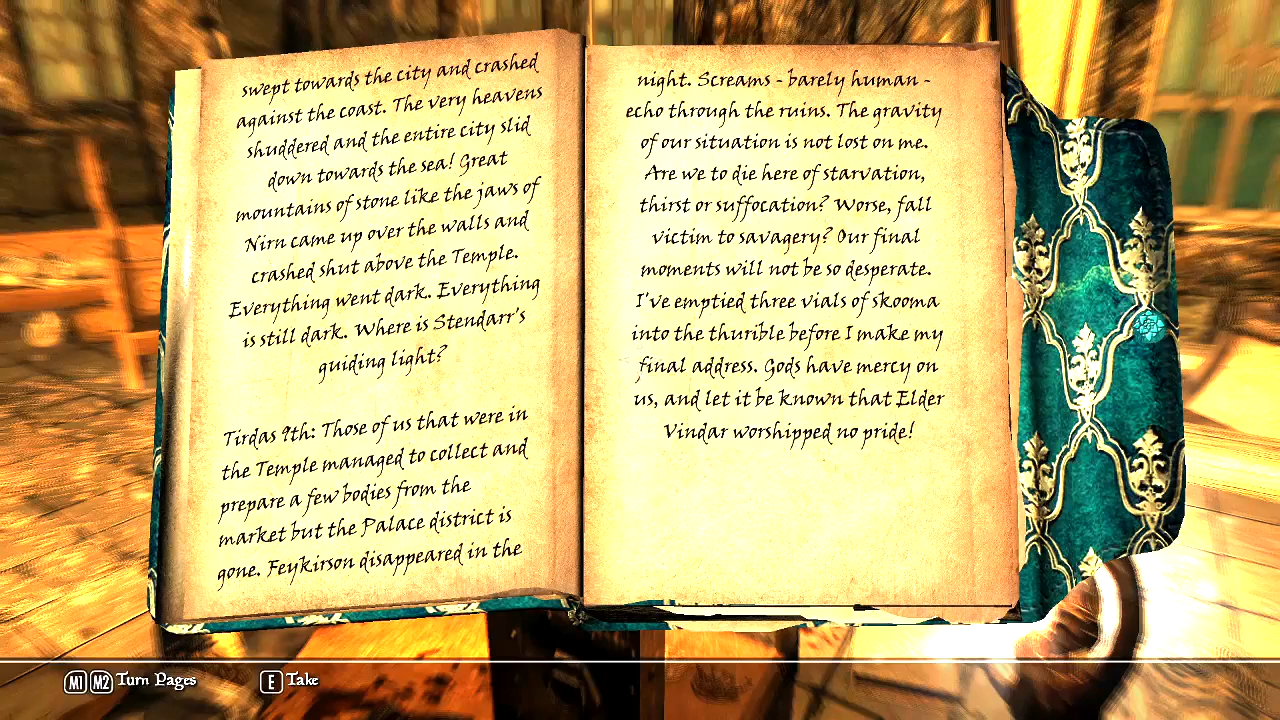 swept towards the city and crashed
against the coast. The very heavens
shuddered and the entire city slid
down towards the sea! Great
mountains of stone like the jaws of
Nirn came up over the walls and
crashed shut above the Temple.
Everything went dark. Everything
is still dark. Where is Stendarr's
guiding light?
Tirdas 9th: Those of us that were in
the Temple managed to collect and
prepare a few bodies from the
market but the Palace district is
gone. Feykirson disappeared in the
night. Screams - barely human -
echo through the ruins. The gravity
of our situation is not lost on me.
Are we to die here of starvation,
thirst or suffocation? Worse, fall
victim to savagery? Our final
moments will not be so desperate.
I've emptied three vials of skooma
into the thurible before I make my
final address. Gods have mercy on
us, and let it be known that Elder
Vindar worshipped no pride!
M1 M2 Turn Pages E Take